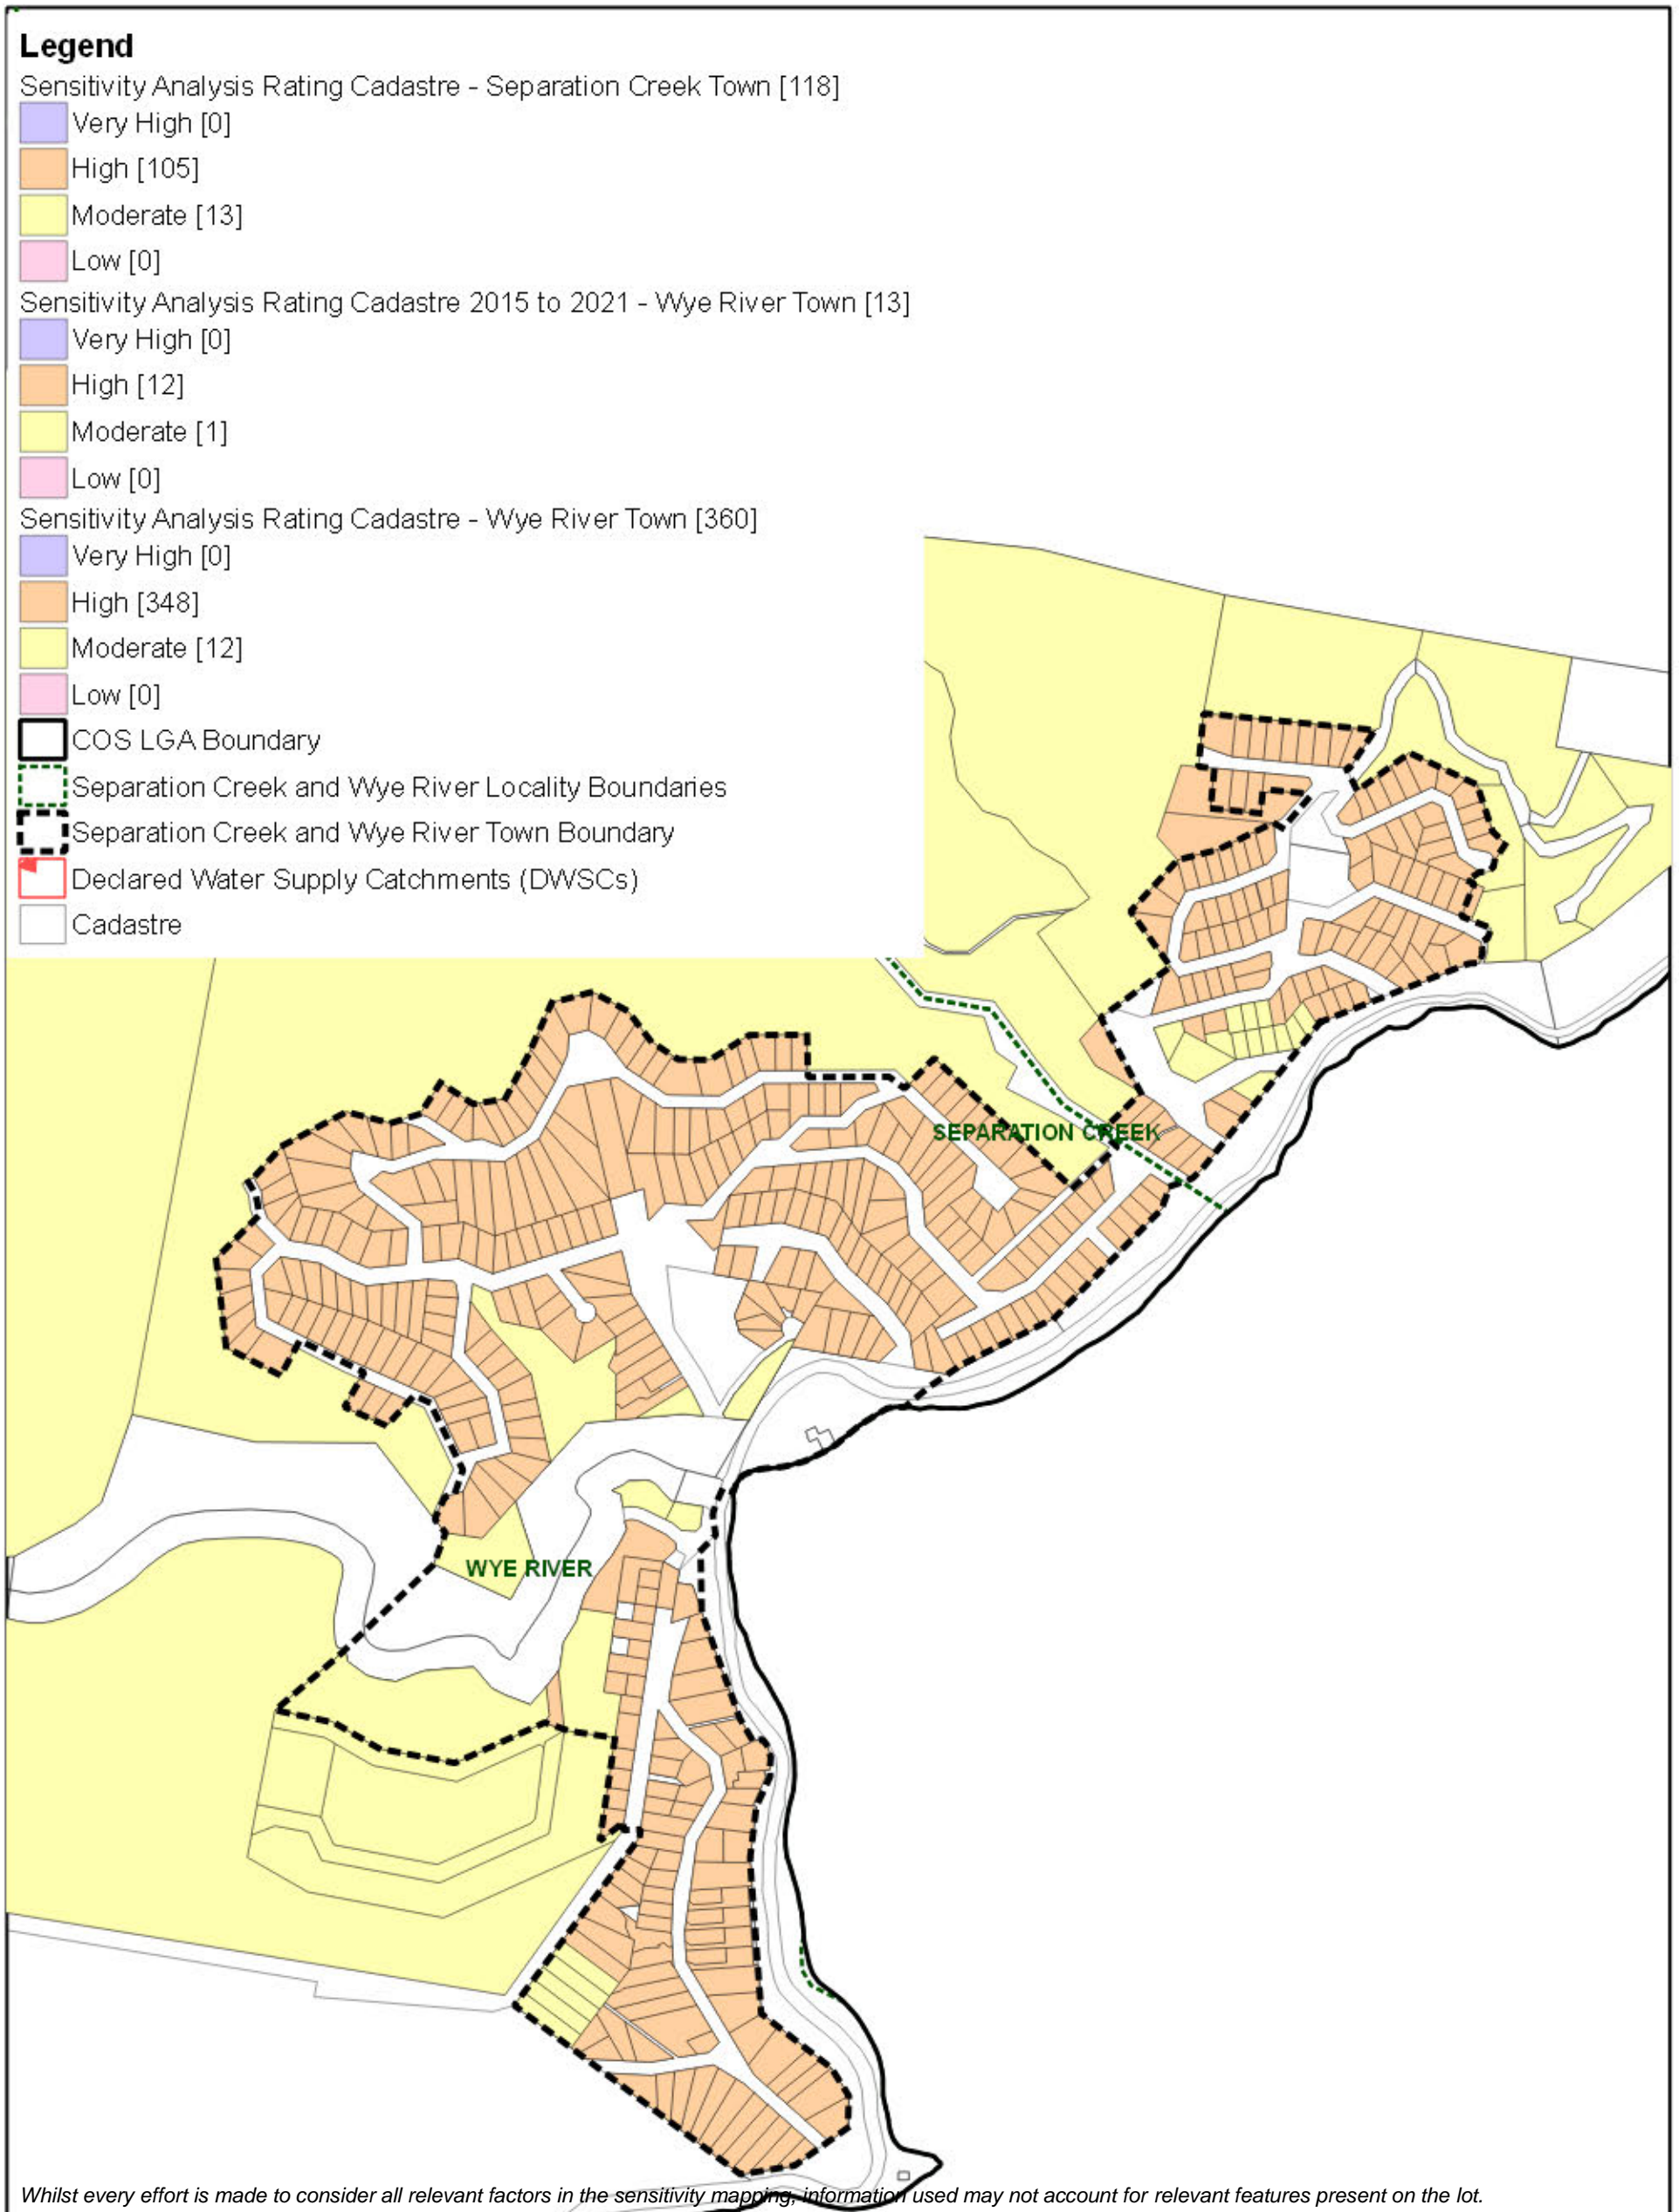 Legend
Sensitivity Analysis Rating Cadastre - Separation Creek Town [118]
Very High [0]
High [105]
Moderate [13]
Low [0]
Sensitivity Analysis Rating Cadastre 2015 to 2021 - Wye River Town [13]
Very High [0]
High [12]
Moderate [1]
Low [0]
Sensitivity Analysis Rating Cadastre - Wye River Town [360]
Very High [0]
High [348]
Moderate [12]
Low [0]
COS LGA Boundary
Separation Creek and Wye River Locality Boundaries
Separation Creek and Wye River Town Boundary
Declared Water Supply Catchments (DWSCs)
Cadastre
SEPARATION CREEK
WYE RIVER
Whilst every effort is made to consider all relevant factors in the sensitivity mapping, information used may not account for relevant features present on the lot.